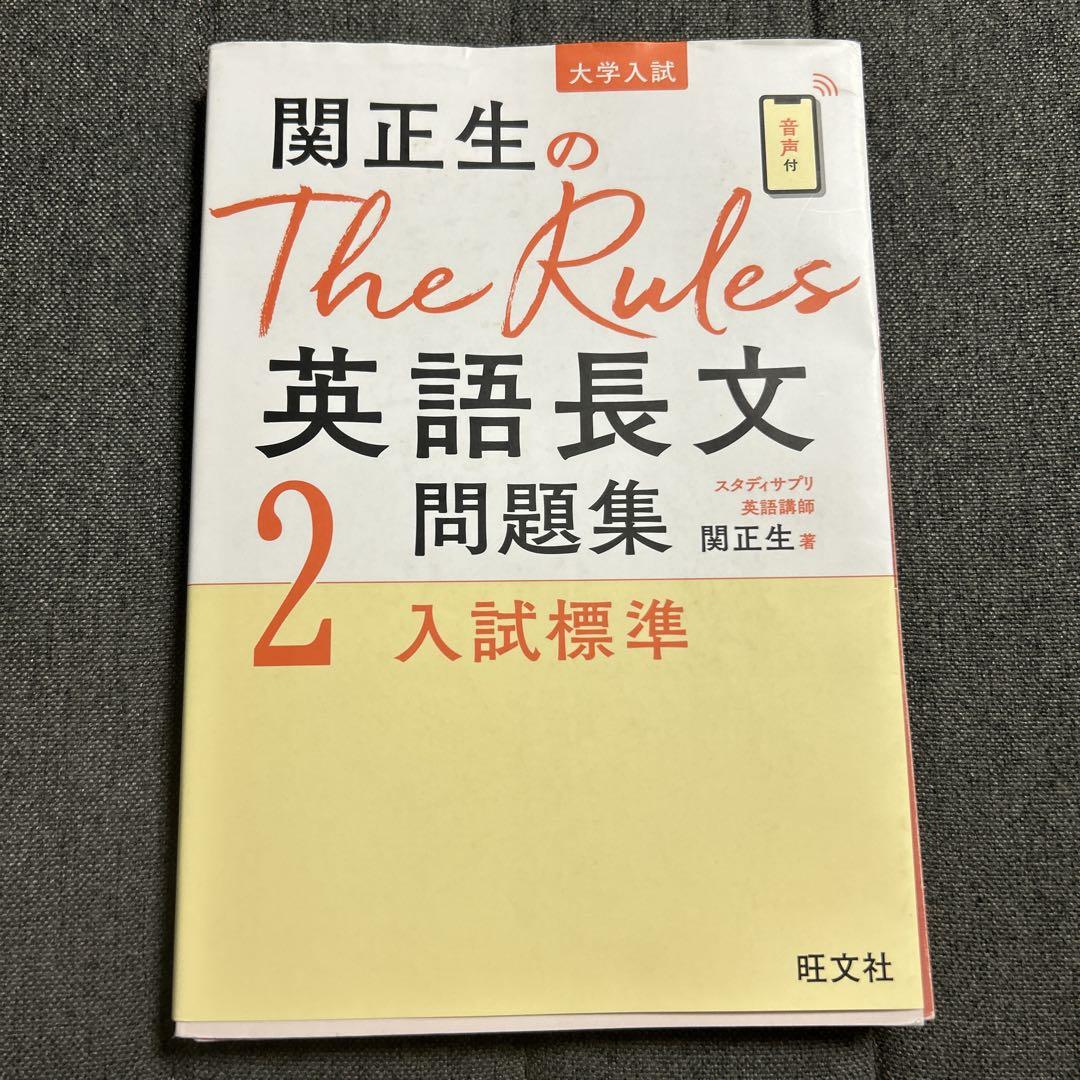 大学入試
音声付
関正生の
The Rules
英語長文
問題集
2
スタディサプリ
英語講師
関正生 著
入試標準
旺文社